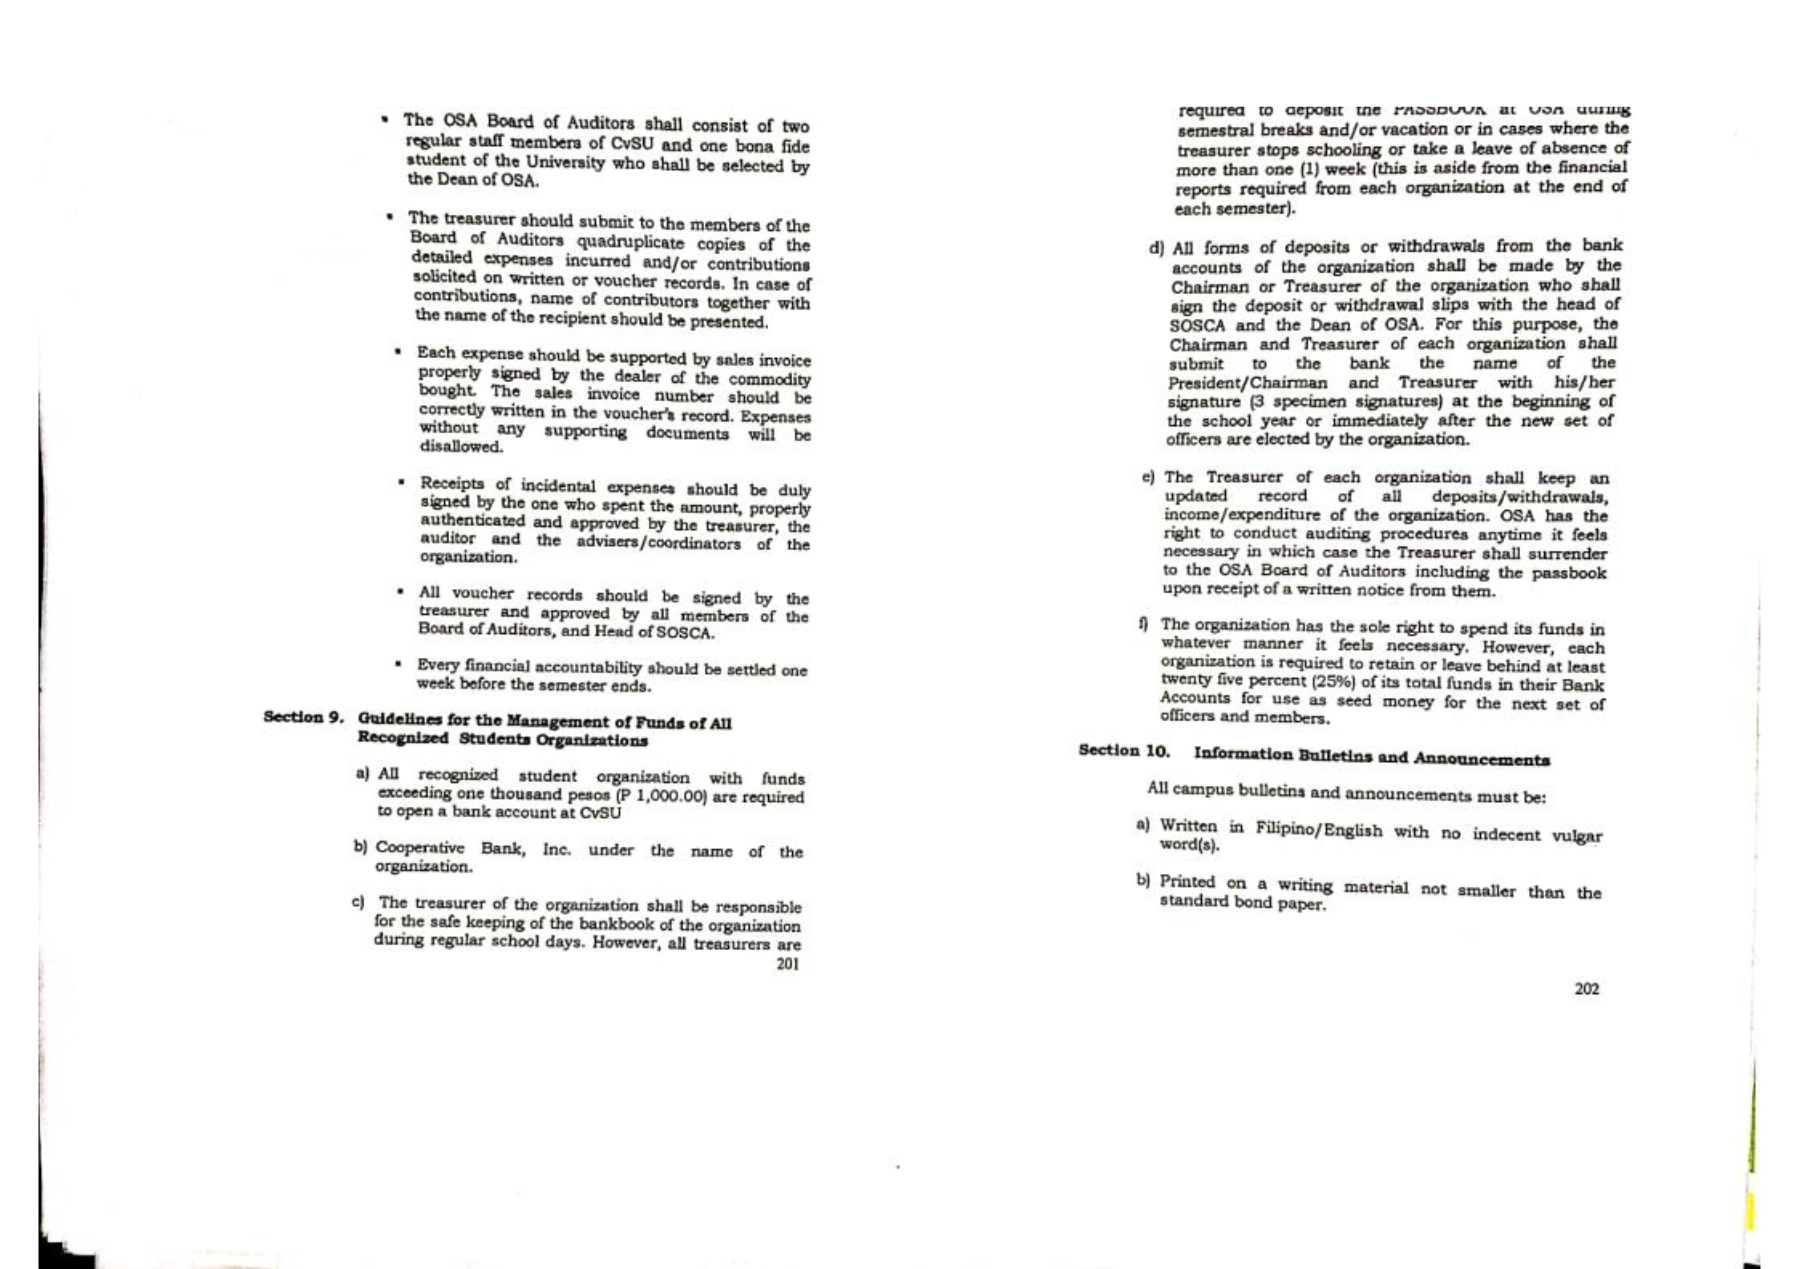 ▪ The OSA Board of Auditors shall consist of two
regular staff members of CvSU and one bona fide
student of the University who shall be selected by
the Dean of OSA.
▪ The treasurer should submit to the members of the
Board of Auditors quadruplicate copies of the
detailed expenses incurred and/or contributions
solicited on written or voucher records. In case of
contributions, name of contributors together with
the name of the recipient should be presented.
▪ Each expense should be supported by sales invoice
properly signed by the dealer of the commodity
bought. The sales invoice number should be
correctly written in the voucher's record. Expenses
without any supporting documents will be
disallowed.
▪ Receipts of incidental expenses should be duly
signed by the one who spent the amount, properly
authenticated and approved by the treasurer, the
auditor and the advisers/coordinators of the
organization.
▪ All voucher records should be signed by the
treasurer and approved by all members of the
Board of Auditors, and Head of SOSCA.
▪ Every financial accountability should be settled one
week before the semester ends.
Section 9. Guidelines for the Management of Funds of All
Recognized Students Organizations
a) All recognized student organization with funds
exceeding one thousand pesos (P 1,000.00) are required
to open a bank account at CvSU
b) Cooperative Bank, Inc. under the name of the
organization.
c) The treasurer of the organization shall be responsible
for the safe keeping of the bankbook of the organization
during regular school days. However, all treasurers are
201
required to deposit the PASSBOOK at OSA during
semestral breaks and/or vacation or in cases where the
treasurer stops schooling or take a leave of absence of
more than one (1) week (this is aside from the financial
reports required from each organization at the end of
each semester).
d) All forms of deposits or withdrawals from the bank
accounts of the organization shall be made by the
Chairman or Treasurer of the organization who shall
sign the deposit or withdrawal slips with the head of
SOSCA and the Dean of OSA. For this purpose, the
Chairman and Treasurer of each organization shall
submit to the bank the name of the
President/Chairman and Treasurer with his/her
signature (3 specimen signatures) at the beginning of
the school year or immediately after the new set of
officers are elected by the organization.
e) The Treasurer of each organization shall keep an
updated record of all deposits/withdrawals,
income/expenditure of the organization. OSA has the
right to conduct auditing procedures anytime it feels
necessary in which case the Treasurer shall surrender
to the OSA Board of Auditors including the passbook
upon receipt of a written notice from them.
f) The organization has the sole right to spend its funds in
whatever manner it feels necessary. However, each
organization is required to retain or leave behind at least
twenty five percent (25%) of its total funds in their Bank
Accounts for use as seed money for the next set of
officers and members.
Section 10. Information Bulletins and Announcements
All campus bulletins and announcements must be:
a) Written in Filipino/English with no indecent vulgar
word(s).
b) Printed on a writing material not smaller than the
standard bond paper.
202